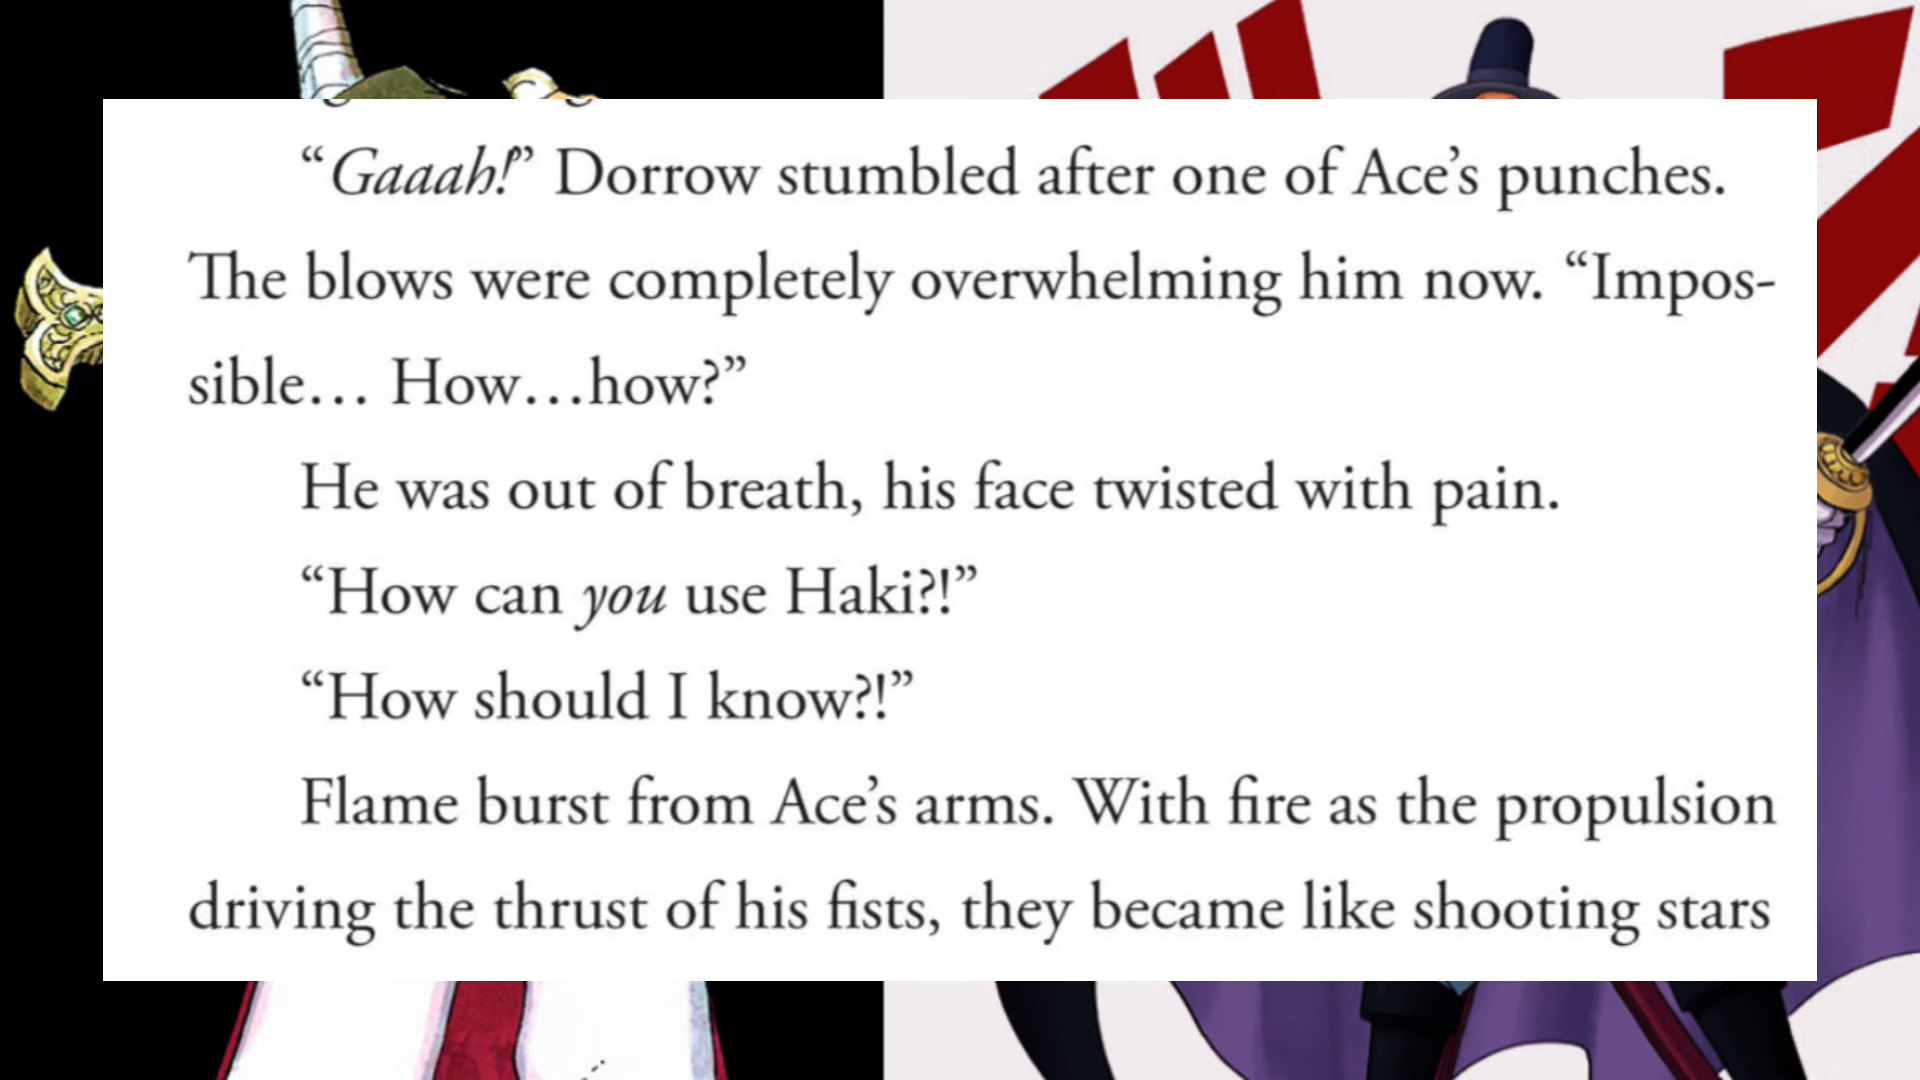 “Gaaah!” Dorrow stumbled after one of Ace’s punches.
The blows were completely overwhelming him now. “Impos-
sible… How…how?”
He was out of breath, his face twisted with pain.
“How can you use Haki?!”
“How should I know?!”
Flame burst from Ace’s arms. With fire as the propulsion
driving the thrust of his fists, they became like shooting stars